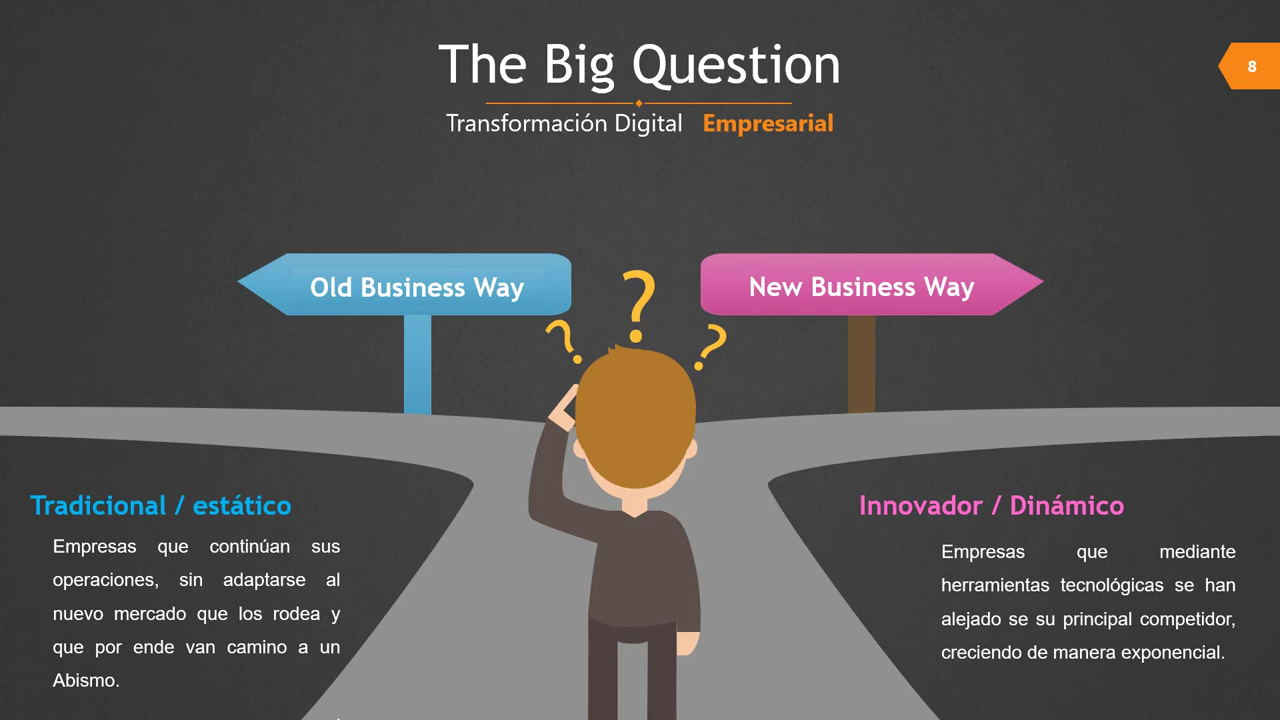 The Big Question
8
Transformación Digital Empresarial
Old Business Way
New Business Way
?
?
?
Tradicional / estático
Empresas que continúan sus
operaciones, sin adaptarse al
nuevo mercado que los rodea y
que por ende van camino a un
Abismo.
Innovador / Dinámico
Empresas que mediante
herramientas tecnológicas se han
alejado se su principal competidor,
creciendo de manera exponencial.